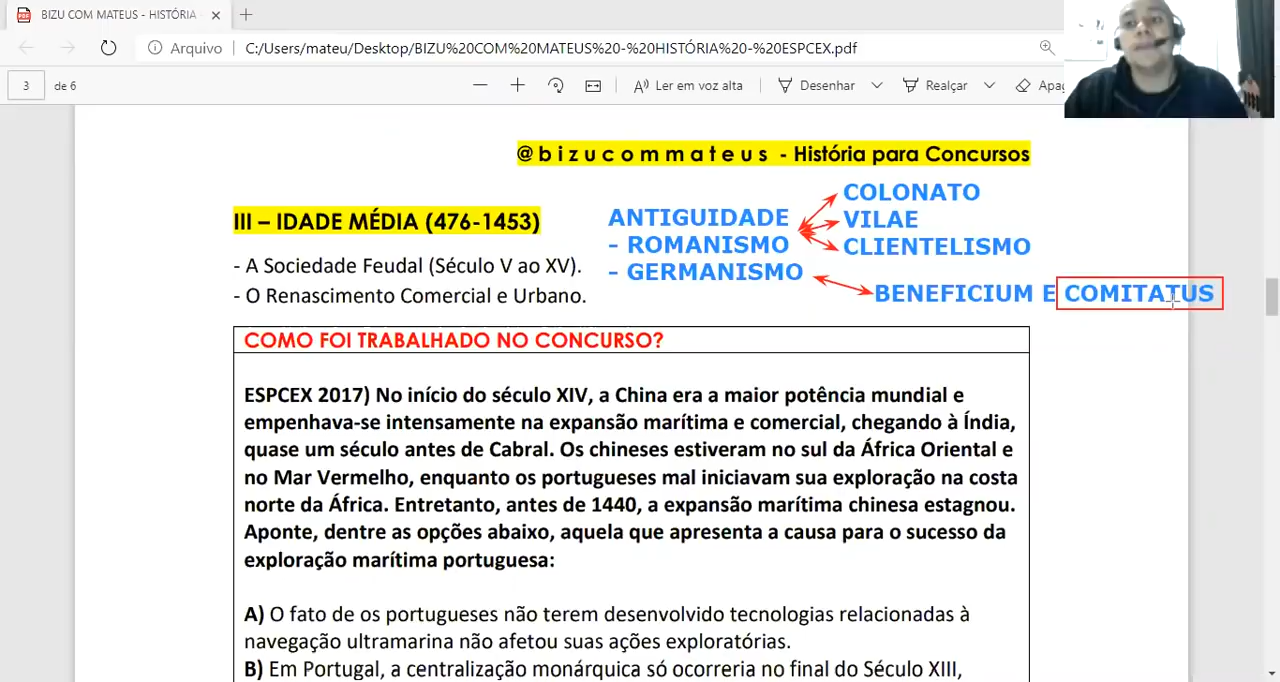 BIZU COM MATEUS - HISTÓRIA
Arquivo
C:/Users/mateu/Desktop/BIZU%20COM%20MATEUS%20-%20HISTÓRIA%20-%20ESPCEX.pdf
3 de 6
Ler em voz alta
Desenhar
Realçar
@bizucommateus - História para Concursos
III – IDADE MÉDIA (476-1453)
- A Sociedade Feudal (Século V ao XV).
- O Renascimento Comercial e Urbano.
ANTIGUIDADE
- ROMANISMO
- GERMANISMO
COLONATO
VILAE
CLIENTELISMO
BENEFICIUM E COMITATUS
COMO FOI TRABALHADO NO CONCURSO?
ESPCEX 2017) No início do século XIV, a China era a maior potência mundial e
empenhava-se intensamente na expansão marítima e comercial, chegando à Índia,
quase um século antes de Cabral. Os chineses estiveram no sul da África Oriental e
no Mar Vermelho, enquanto os portugueses mal iniciavam sua exploração na costa
norte da África. Entretanto, antes de 1440, a expansão marítima chinesa estagnou.
Aponte, dentre as opções abaixo, aquela que apresenta a causa para o sucesso da
exploração marítima portuguesa:
A) O fato de os portugueses não terem desenvolvido tecnologias relacionadas à
navegação ultramarina não afetou suas ações exploratórias.
B) Em Portugal, a centralização monárquica só ocorreria no final do Século XIII,